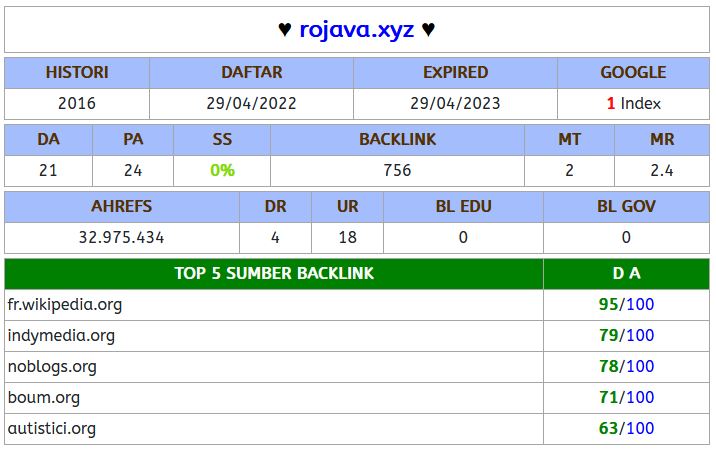 ♥ rojava.xyz ♥
HISTORI DAFTAR EXPIRED GOOGLE
2016 29/04/2022 29/04/2023 1 Index
DA PA SS BACKLINK MT MR
21 24 0% 756 2 2.4
AHREFS DR UR BL EDU BL GOV
32.975.434 4 18 0 0
TOP 5 SUMBER BACKLINK D A
fr.wikipedia.org 95/100
indymedia.org 79/100
noblogs.org 78/100
boum.org 71/100
autistici.org 63/100